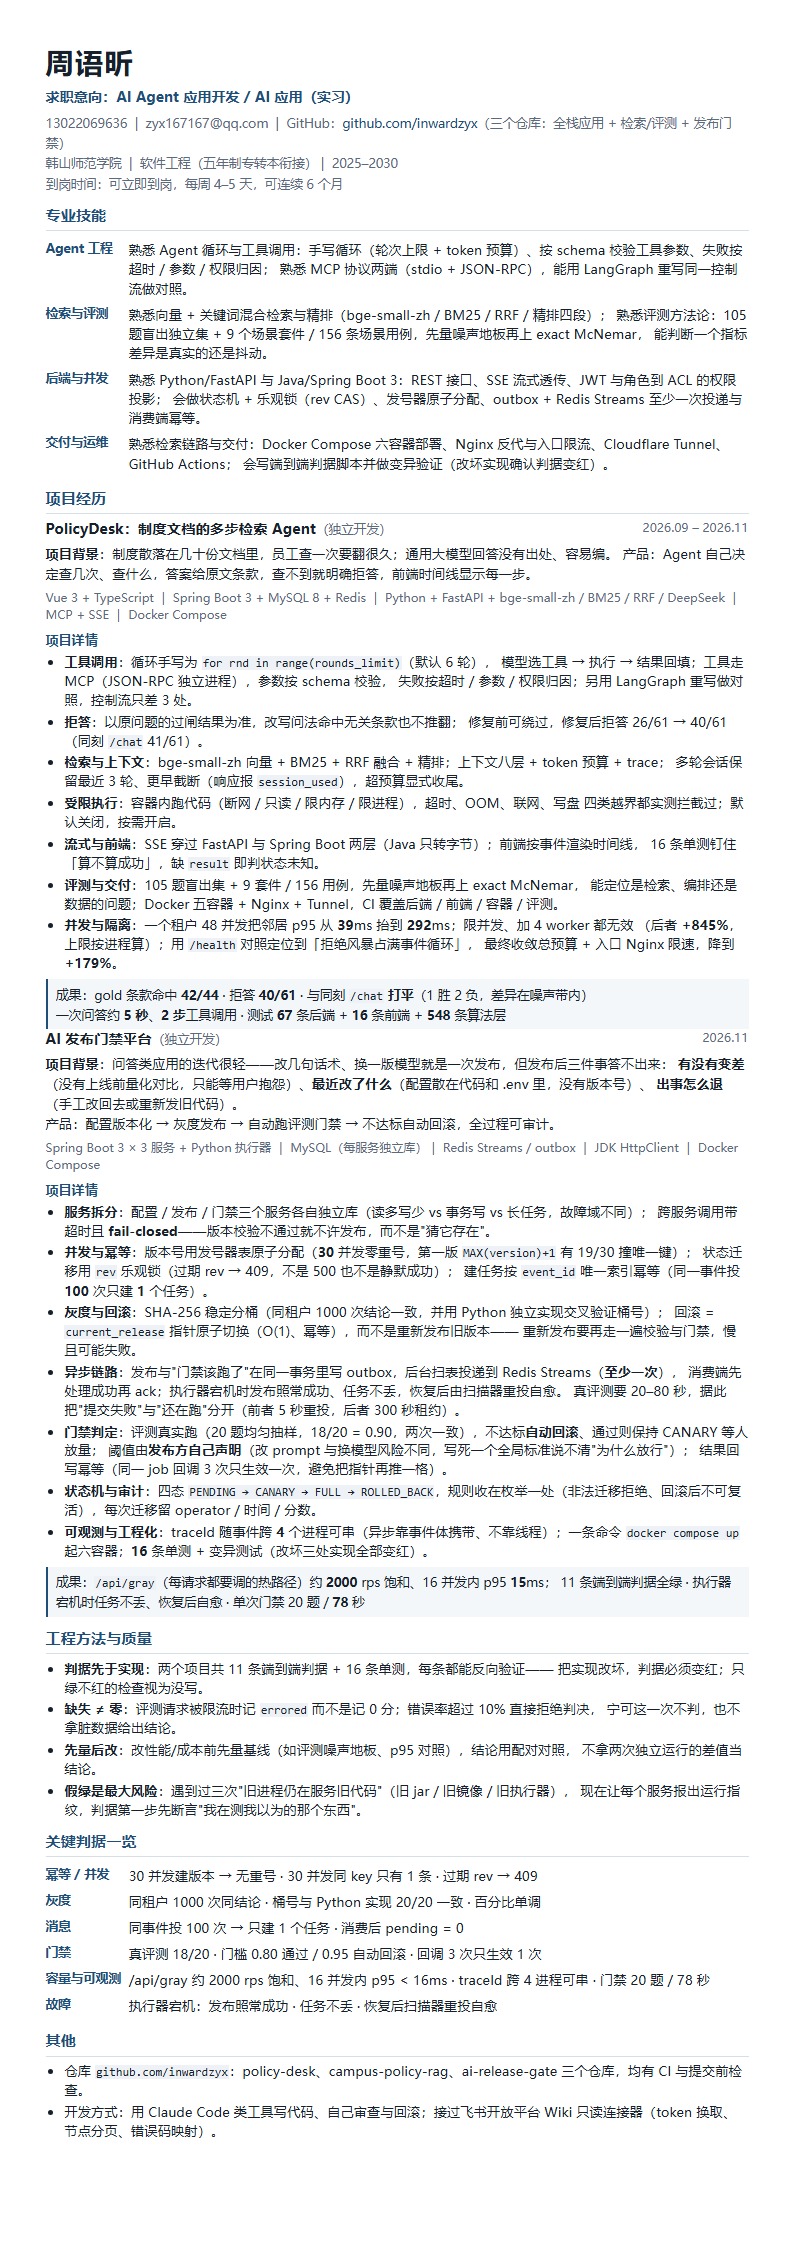 周语昕
求职意向：AI Agent 应用开发 / AI 应用（实习）
13022069636 | zyx167167@qq.com | GitHub：github.com/inwardzyx（三个仓库：全栈应用 + 检索/评测 + 发布门
禁）
韩山师范学院 | 软件工程（五年制专转本衔接） | 2025–2030
到岗时间：可立即到岗，每周 4–5 天，可连续 6 个月
专业技能
Agent 工程 熟悉 Agent 循环与工具调用：手写循环（轮次上限 + token 预算）、按 schema 校验工具参数、失败按
超时 / 参数 / 权限归因； 熟悉 MCP 协议两端（stdio + JSON-RPC），能用 LangGraph 重写同一控制
流做对照。
检索与评测 熟悉向量 + 关键词混合检索与精排（bge-small-zh / BM25 / RRF / 精排四段）； 熟悉评测方法论：105
题盲出独立集 + 9 个场景套件 / 156 条场景用例，先量噪声地板再上 exact McNemar， 能判断一个指标
差异是真实的还是抖动。
后端与并发 熟悉 Python/FastAPI 与 Java/Spring Boot 3：REST 接口、SSE 流式透传、JWT 与角色到 ACL 的权限
投影； 会做状态机 + 乐观锁（rev CAS）、发号器原子分配、outbox + Redis Streams 至少一次投递与
消费端幂等。
交付与运维 熟悉检索链路与交付：Docker Compose 六容器部署、Nginx 反代与入口限流、Cloudflare Tunnel、
GitHub Actions； 会写端到端判据脚本并做变异验证（改坏实现确认判据变红）。
项目经历
PolicyDesk：制度文档的多步检索 Agent（独立开发） 2026.09 – 2026.11
项目背景：制度散落在几十份文档里，员工查一次要翻很久；通用大模型回答没有出处、容易编。 产品：Agent 自己决
定查几次、查什么，答案给原文条款，查不到就明确拒答，前端时间线显示每一步。
Vue 3 + TypeScript | Spring Boot 3 + MySQL 8 + Redis | Python + FastAPI + bge-small-zh / BM25 / RRF / DeepSeek |
MCP + SSE | Docker Compose
项目详情
• 工具调用：循环手写为 for rnd in range(rounds_limit)（默认 6 轮）， 模型选工具 → 执行 → 结果回填；工具走
MCP（JSON-RPC 独立进程），参数按 schema 校验， 失败按超时 / 参数 / 权限归因；另用 LangGraph 重写做对
照，控制流只差 3 处。
• 拒答：以原问题的过闸结果为准，改写问法命中无关条款也不推翻； 修复前可绕过，修复后拒答 26/61 → 40/61
（同刻 /chat 41/61）。
• 检索与上下文：bge-small-zh 向量 + BM25 + RRF 融合 + 精排；上下文八层 + token 预算 + trace； 多轮会话保
留最近 3 轮、更早截断（响应报 session_used），超预算显式收尾。
• 受限执行：容器内跑代码（断网 / 只读 / 限内存 / 限进程），超时、OOM、联网、写盘 四类越界都实测拦截过；默
认关闭，按需开启。
• 流式与前端：SSE 穿过 FastAPI 与 Spring Boot 两层（Java 只转字节）；前端按事件渲染时间线， 16 条单测钉住
「算不算成功」，缺 result 即判状态未知。
• 评测与交付：105 题盲出集 + 9 套件 / 156 用例，先量噪声地板再上 exact McNemar， 能定位是检索、编排还是
数据的问题；Docker 五容器 + Nginx + Tunnel，CI 覆盖后端 / 前端 / 容器 / 评测。
• 并发与隔离：一个租户 48 并发把邻居 p95 从 39ms 抬到 292ms；限并发、加 4 worker 都无效 （后者 +845%，
上限按进程算）；用 /health 对照定位到「拒绝风暴占满事件循环」， 最终收敛总预算 + 入口 Nginx 限速，降到
+179%。
成果：gold 条款命中 42/44 · 拒答 40/61 · 与同刻 /chat 打平（1 胜 2 负，差异在噪声带内）
一次问答约 5 秒、2 步工具调用 · 测试 67 条后端 + 16 条前端 + 548 条算法层
AI 发布门禁平台（独立开发） 2026.11
项目背景：问答类应用的迭代很轻——改几句话术、换一版模型就是一次发布，但发布后三件事答不出来： 有没有变差
（没有上线前量化对比，只能等用户抱怨）、最近改了什么（配置散在代码和 .env 里，没有版本号）、 出事怎么退
（手工改回去或重新发旧代码）。
产品：配置版本化 → 灰度发布 → 自动跑评测门禁 → 不达标自动回滚，全过程可审计。
Spring Boot 3 × 3 服务 + Python 执行器 | MySQL（每服务独立库） | Redis Streams / outbox | JDK HttpClient | Docker
Compose
项目详情
• 服务拆分：配置 / 发布 / 门禁三个服务各自独立库（读多写少 vs 事务写 vs 长任务，故障域不同）； 跨服务调用带
超时且 fail-closed——版本校验不通过就不许发布，而不是"猜它存在"。
• 并发与幂等：版本号用发号器表原子分配（30 并发零重号，第一版 MAX(version)+1 有 19/30 撞唯一键）； 状态迁
移用 rev 乐观锁（过期 rev → 409，不是 500 也不是静默成功）； 建任务按 event_id 唯一索引幂等（同一事件投
100 次只建 1 个任务）。
• 灰度与回滚：SHA-256 稳定分桶（同租户 1000 次结论一致，并用 Python 独立实现交叉验证桶号）； 回滚 =
current_release 指针原子切换（O(1)、幂等），而不是重新发布旧版本—— 重新发布要再走一遍校验与门禁，慢
且可能失败。
• 异步链路：发布与"门禁该跑了"在同一事务里写 outbox，后台扫表投递到 Redis Streams（至少一次）， 消费端先
处理成功再 ack；执行器宕机时发布照常成功、任务不丢，恢复后由扫描器重投自愈。 真评测要 20–80 秒，据此
把"提交失败"与"还在跑"分开（前者 5 秒重投，后者 300 秒租约）。
• 门禁判定：评测真实跑（20 题均匀抽样，18/20 = 0.90，两次一致），不达标自动回滚、通过则保持 CANARY 等人
放量； 阈值由发布方自己声明（改 prompt 与换模型风险不同，写死一个全局标准说不清"为什么放行"）； 结果回
写幂等（同一 job 回调 3 次只生效一次，避免把指针再推一格）。
• 状态机与审计：四态 PENDING → CANARY → FULL → ROLLED_BACK，规则收在枚举一处（非法迁移拒绝、回滚后不可复
活），每次迁移留 operator / 时间 / 分数。
• 可观测与工程化：traceId 随事件跨 4 个进程可串（异步靠事件体携带、不靠线程）；一条命令 docker compose up
起六容器；16 条单测 + 变异测试（改坏三处实现全部变红）。
成果：/api/gray（每请求都要调的热路径）约 2000 rps 饱和、16 并发内 p95 15ms； 11 条端到端判据全绿 · 执行器
宕机时任务不丢、恢复后自愈 · 单次门禁 20 题 / 78 秒
工程方法与质量
• 判据先于实现：两个项目共 11 条端到端判据 + 16 条单测，每条都能反向验证—— 把实现改坏，判据必须变红；只
绿不红的检查视为没写。
• 缺失 ≠ 零：评测请求被限流时记 errored 而不是记 0 分；错误率超过 10% 直接拒绝判决， 宁可这一次不判，也不
拿脏数据给出结论。
• 先量后改：改性能/成本前先量基线（如评测噪声地板、p95 对照），结论用配对对照， 不拿两次独立运行的差值当
结论。
• 假绿是最大风险：遇到过三次"旧进程仍在服务旧代码"（旧 jar / 旧镜像 / 旧执行器）， 现在让每个服务报出运行指
纹，判据第一步先断言"我在测我以为的那个东西"。
关键判据一览
幂等 / 并发 30 并发建版本 → 无重号 · 30 并发同 key 只有 1 条 · 过期 rev → 409
灰度 同租户 1000 次同结论 · 桶号与 Python 实现 20/20 一致 · 百分比单调
消息 同事件投 100 次 → 只建 1 个任务 · 消费后 pending = 0
门禁 真评测 18/20 · 门槛 0.80 通过 / 0.95 自动回滚 · 回调 3 次只生效 1 次
容量与可观测 /api/gray 约 2000 rps 饱和、16 并发内 p95 < 16ms · traceId 跨 4 进程可串 · 门禁 20 题 / 78 秒
故障 执行器宕机：发布照常成功 · 任务不丢 · 恢复后扫描器重投自愈
其他
• 仓库 github.com/inwardzyx：policy-desk、campus-policy-rag、ai-release-gate 三个仓库，均有 CI 与提交前检
查。
• 开发方式：用 Claude Code 类工具写代码、自己审查与回滚；接过飞书开放平台 Wiki 只读连接器（token 换取、
节点分页、错误码映射）。